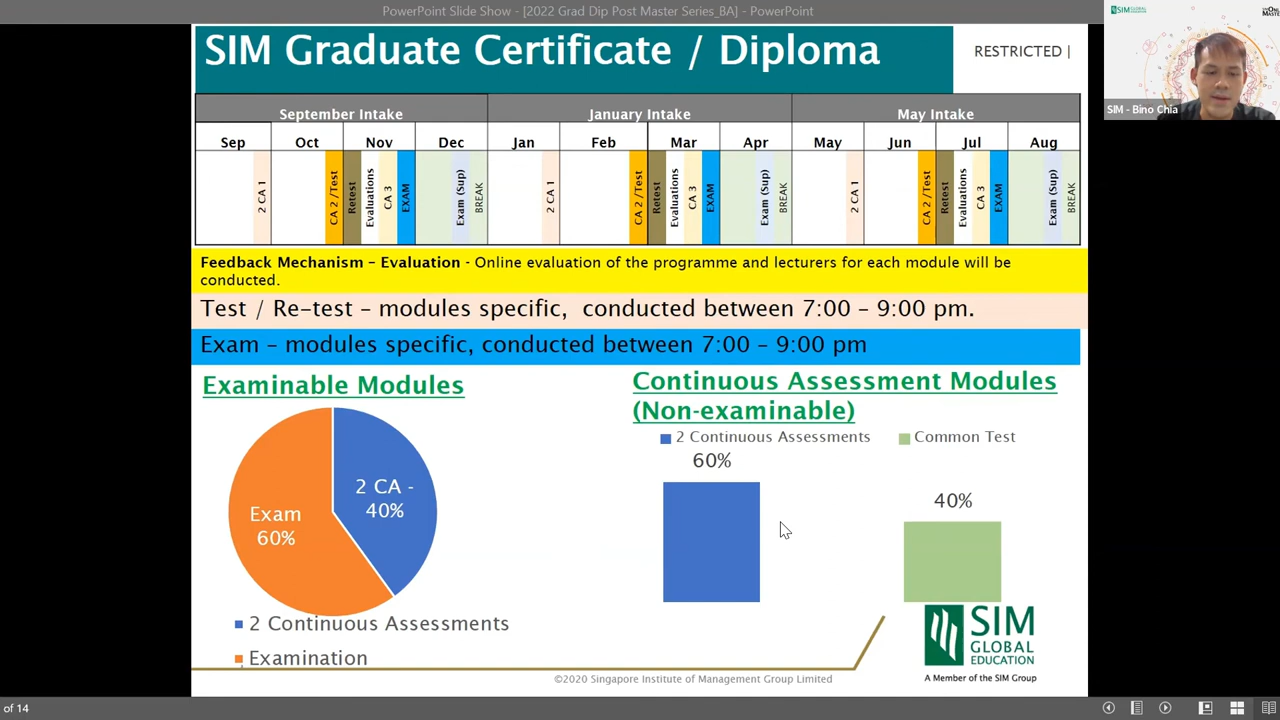 PowerPoint Slide Show - [2022 Grad Dip Post Master Series_BA] - PowerPoint
SIM Graduate Certificate / Diploma
RESTRICTED |
SIM
GLOBAL
EDUCATION
SIM - Bino Chia
September Intake
January Intake
May Intake
Sep Oct Nov Dec Jan Feb Mar Apr May Jun Jul Aug
2 CA 1
CA 2 /Test
Retest
Evaluations
CA 3
EXAM
Exam (Sup)
BREAK
2 CA 1
CA 2 /Test
Retest
Evaluations
CA 3
EXAM
Exam (Sup)
BREAK
2 CA 1
CA 2 /Test
Retest
Evaluations
CA 3
EXAM
Exam (Sup)
BREAK
Feedback Mechanism – Evaluation - Online evaluation of the programme and lecturers for each module will be
conducted.
Test / Re-test – modules specific, conducted between 7:00 – 9:00 pm.
Exam – modules specific, conducted between 7:00 – 9:00 pm
Examinable Modules
2 CA -
40%
Exam
60%
2 Continuous Assessments
Examination
Continuous Assessment Modules
(Non-examinable)
2 Continuous Assessments
Common Test
60%
40%
SIM
GLOBAL
EDUCATION
A Member of the SIM Group
©2020 Singapore Institute of Management Group Limited
of 14